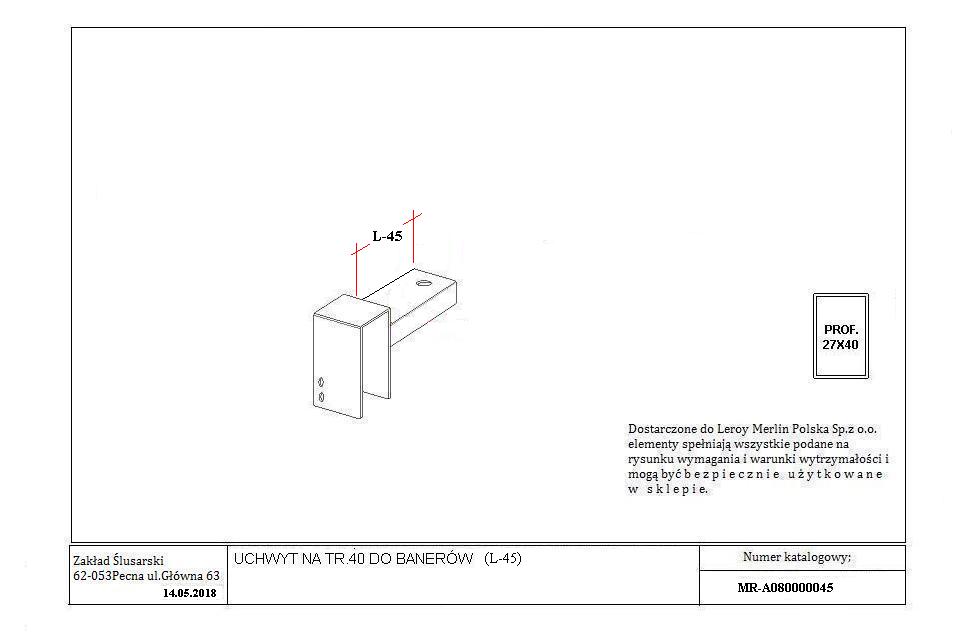 L-45
PROF.
27X40
Dostarczone do Leroy Merlin Polska Sp.z o.o.
elementy spełniają wszystkie podane na
rysunku wymagania i warunki wytrzymałości i
mogą być b e z p i e c z n i e u ż y t k o w a n e
w s k l e p i e.
Zakład Ślusarski
62-053Pecna ul.Główna 63
14.05.2018
UCHWYT NA TR.40 DO BANERÓW (L-45)
Numer katalogowy;
MR-A080000045